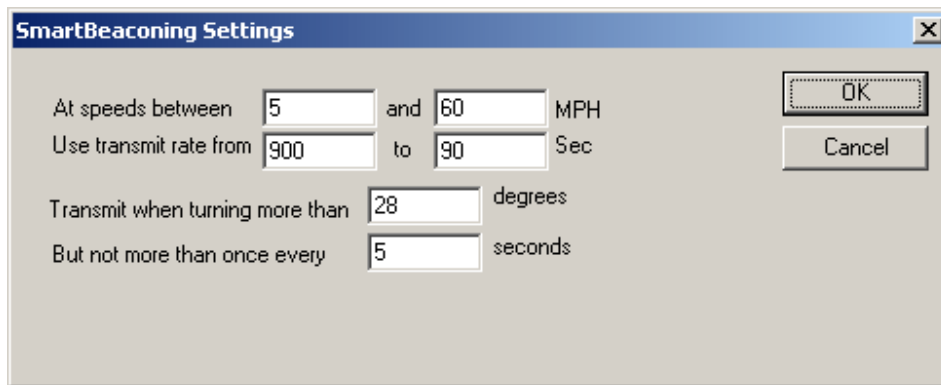 SmartBeaconing Settings
At speeds between 5 and 60 MPH
OK
Use transmit rate from 900 to 90 Sec
Cancel
Transmit when turning more than 28 degrees
But not more than once every 5 seconds